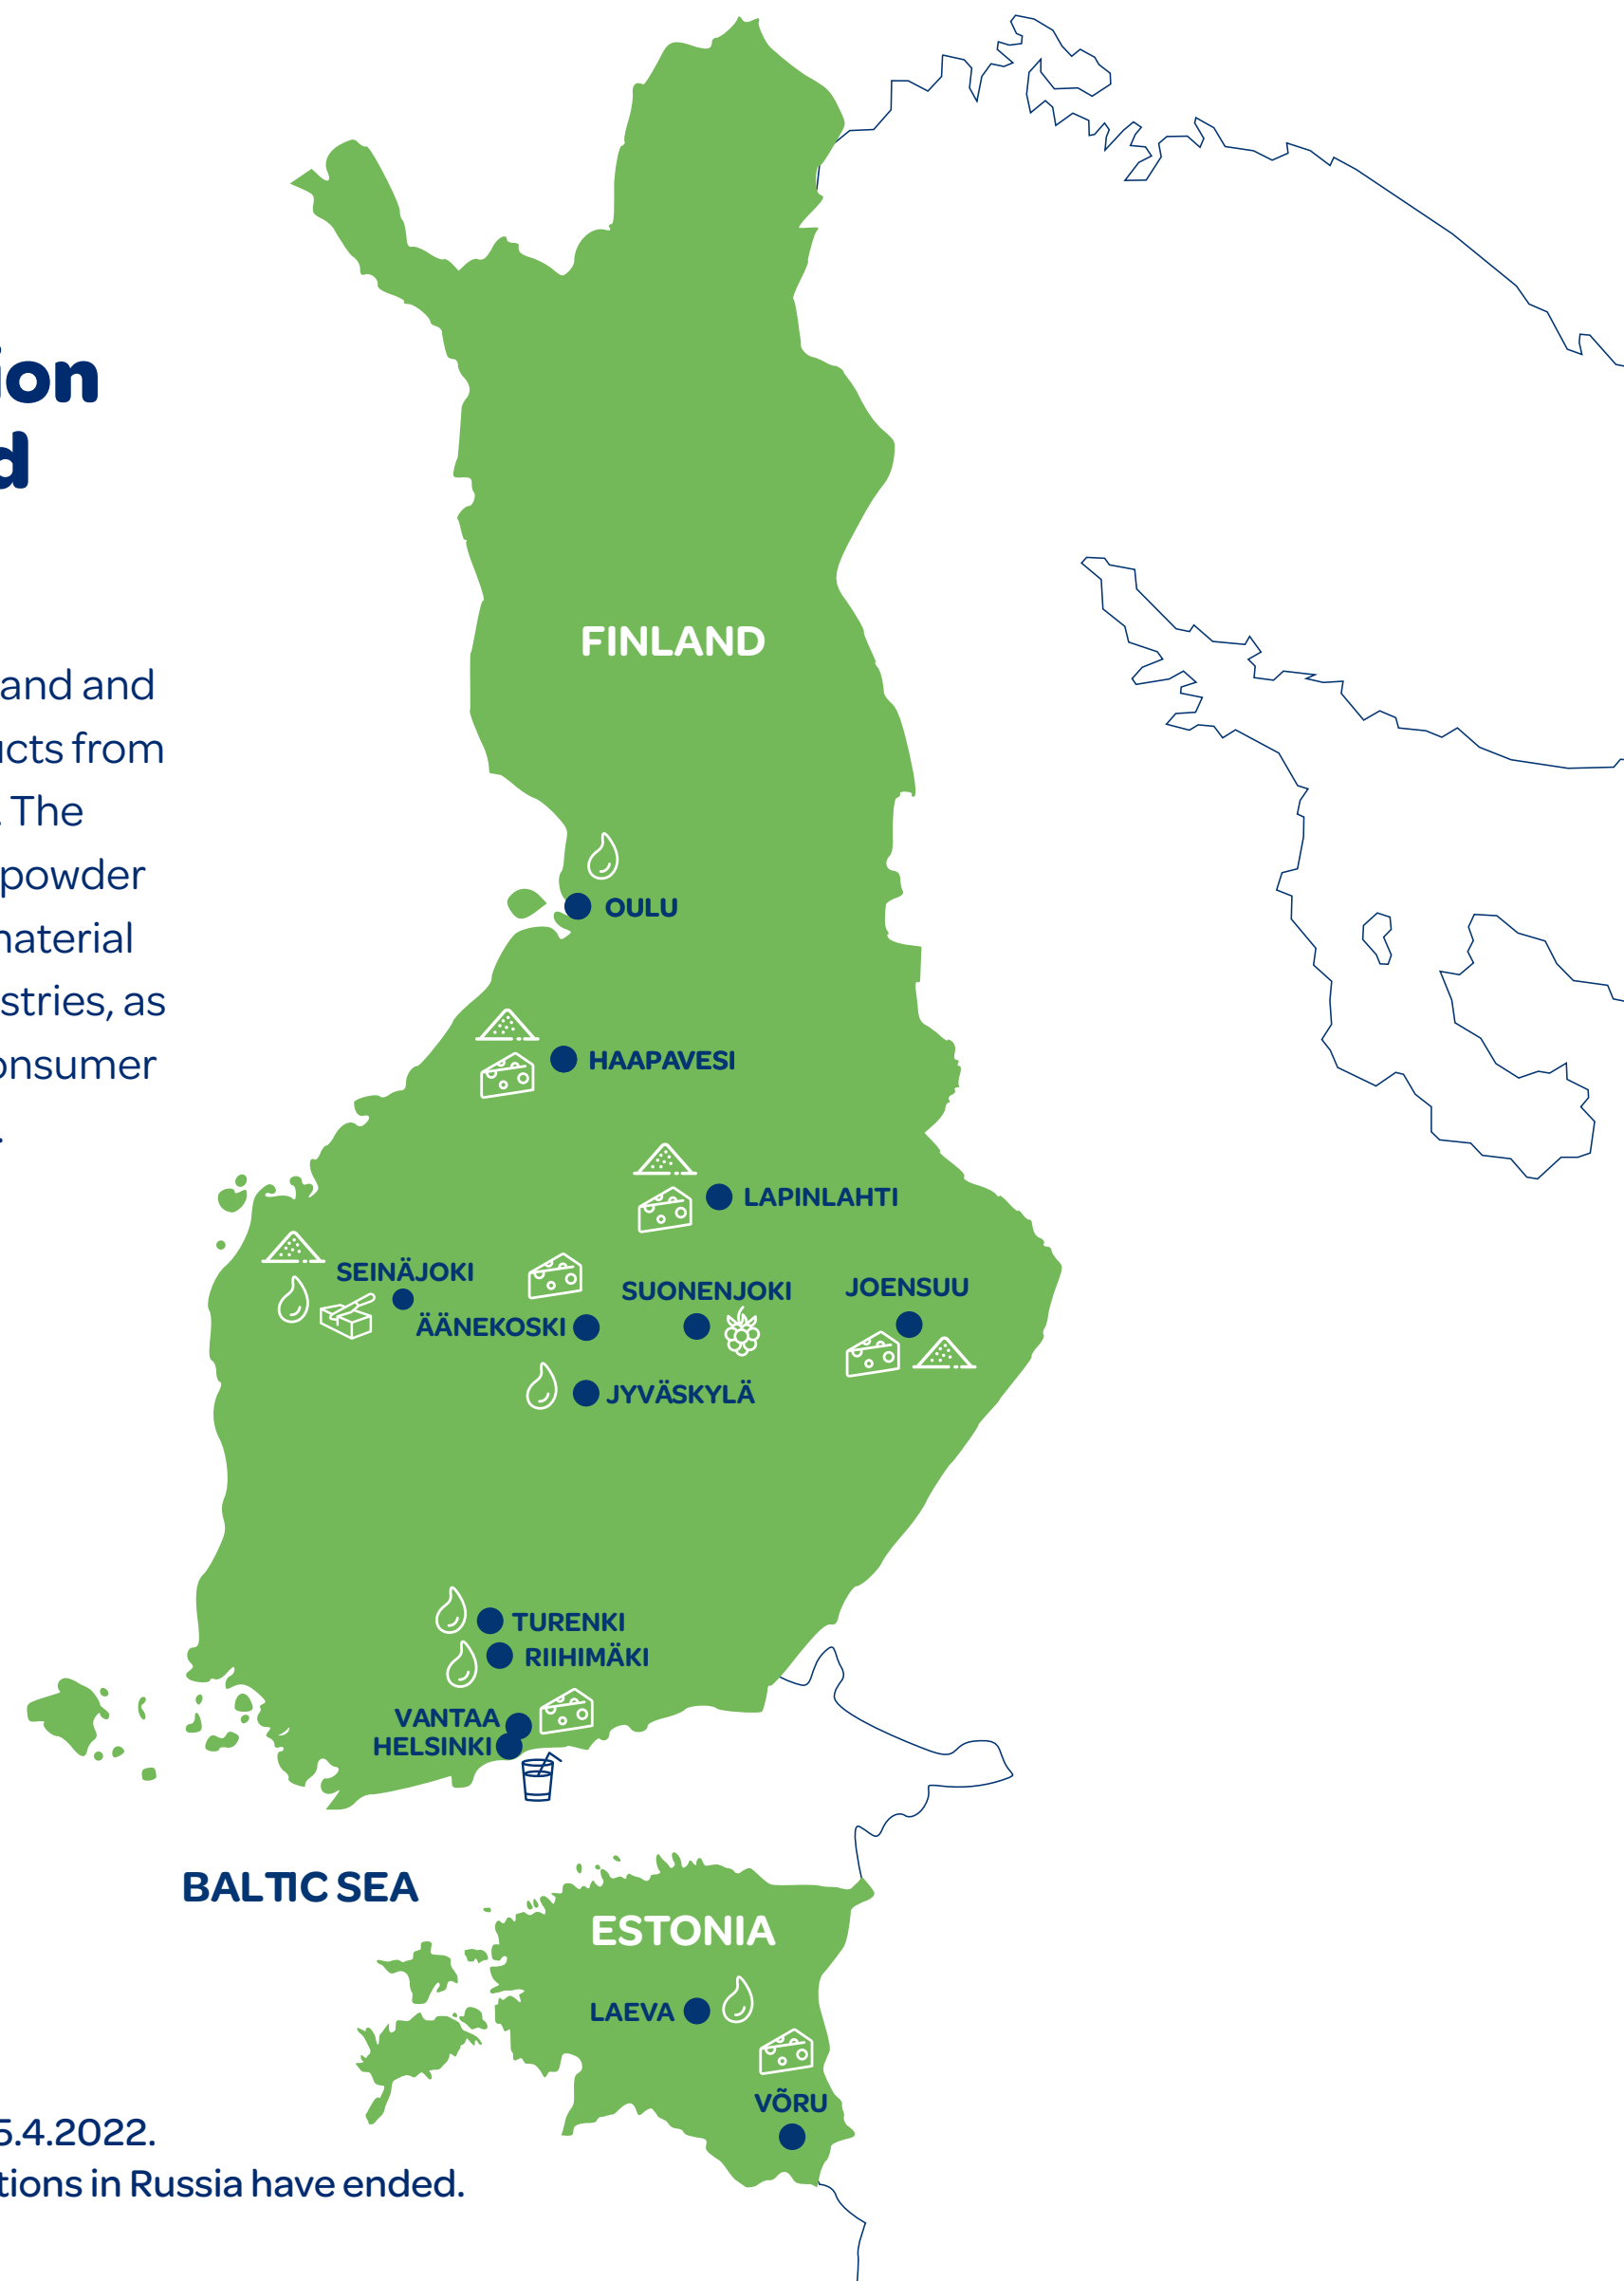 ion
d
and and
ucts from
. The
powder
naterial
stries, as
onsumer
.
FINLAND
OULU
HAAPAVESI
LAPINLAHTI
SEINÄJOKI
ÄÄNEKOSKI
SUONENJOKI
JOENSUU
JYVÄSKYLÄ
TURENKI
RIIHIMÄKI
VANTAA
HELSINKI
BALTIC SEA
ESTONIA
LAEVA
VÕRU
5.4.2022.
tions in Russia have ended.